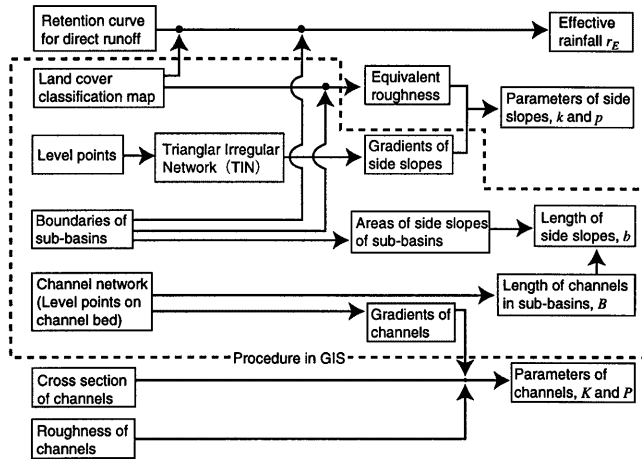 Retention curve
for direct runoff
Effective
rainfall r_E
Land cover
classification map
Equivalent
roughness
Parameters of side
slopes, k and p
Level points
Trianglar Irregular
Network (TIN)
Gradients of
side slopes
Boundaries of
sub-basins
Areas of side slopes
of sub-basins
Length of
side slopes, b
Channel network
(Level points on
channel bed)
Gradients of
channels
Length of channels
in sub-basins, B
Procedure in GIS
Cross section
of channels
Parameters of
channels, K and P
Roughness of
channels